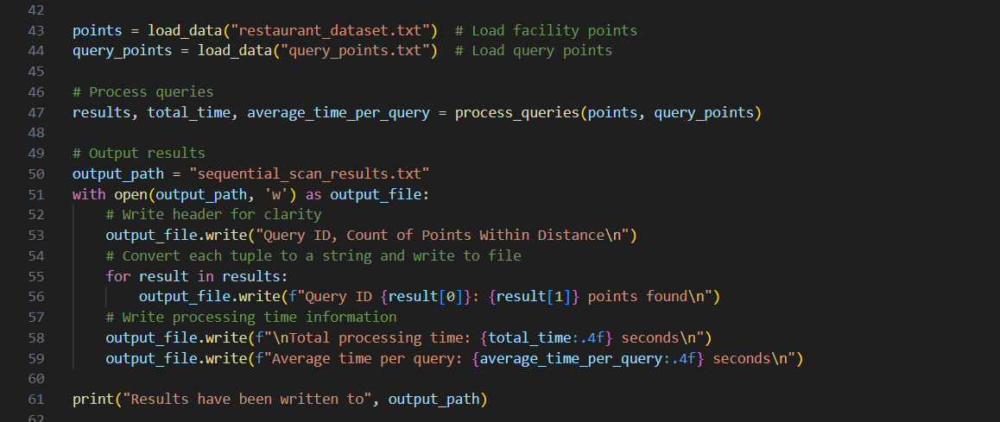 42
43 points = load_data("restaurant_dataset.txt")  # Load facility points
44 query_points = load_data("query_points.txt")  # Load query points
45
46 # Process queries
47 results, total_time, average_time_per_query = process_queries(points, query_points)
48
49 # Output results
50 output_path = "sequential_scan_results.txt"
51 with open(output_path, 'w') as output_file:
52     # Write header for clarity
53     output_file.write("Query ID, Count of Points Within Distance\n")
54     # Convert each tuple to a string and write to file
55     for result in results:
56         output_file.write(f"Query ID {result[0]}: {result[1]} points found\n")
57     # Write processing time information
58     output_file.write(f"\nTotal processing time: {total_time:.4f} seconds\n")
59     output_file.write(f"Average time per query: {average_time_per_query:.4f} seconds\n")
60
61 print("Results have been written to", output_path)
62